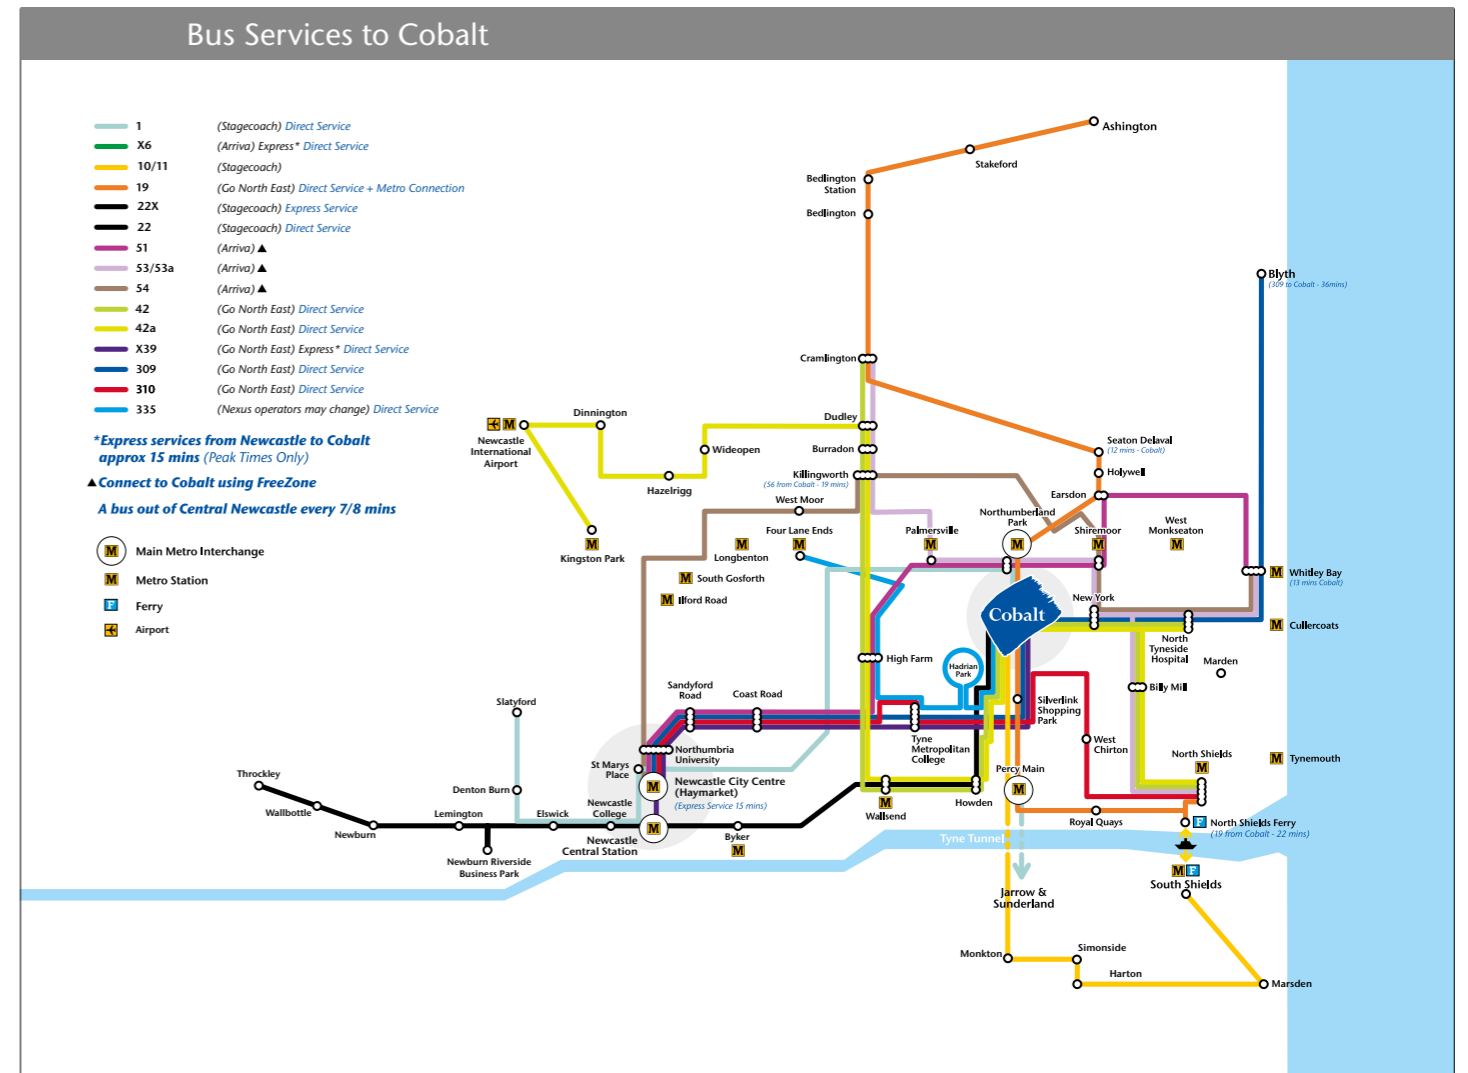 Bus Services to Cobalt
1 (Stagecoach) Direct Service
X6 (Arriva) Express* Direct Service
10/11 (Stagecoach)
19 (Go North East) Direct Service + Metro Connection
22X (Stagecoach) Express Service
22 (Stagecoach) Direct Service
51 (Arriva) ▲
53/53a (Arriva) ▲
54 (Arriva) ▲
42 (Go North East) Direct Service
42a (Go North East) Direct Service
X39 (Go North East) Express* Direct Service
309 (Go North East) Direct Service
310 (Go North East) Direct Service
335 (Nexus operators may change) Direct Service
*Express services from Newcastle to Cobalt
approx 15 mins (Peak Times Only)
▲Connect to Cobalt using FreeZone
A bus out of Central Newcastle every 7/8 mins
M Main Metro Interchange
M Metro Station
F Ferry
Airport
Ashington
Stakeford
Bedlington
Station
Bedlington
Blyth
(309 to Cobalt - 36mins)
Cramlington
Dudley
Burradon
Killingworth
(56 from Cobalt - 19 mins)
West Moor
M
Newcastle
International
Airport
Dinnington
Wideopen
Hazelrigg
Kingston Park
M
Seaton Delaval
(12 mins - Cobalt)
Holywell
Earsdon
Northumberland
Park
M
Shiremoor
M
West
Monkseaton
M
Four Lane Ends
M
Palmersville
M
M
Longbenton
M South Gosforth
M Ilford Road
M Whitley Bay
(13 mins Cobalt)
New York
Cobalt
M Cullercoats
North
Tyneside
Hospital
Marden
High Farm
Hadrian
Park
Billy Mill
Silverlink
Shopping
Park
Sandyford
Road
Coast Road
Slatyford
West
Chirton
Tyne
Metropolitan
College
Northumbria
University
North Shields
M
M Tynemouth
St Marys
Place
Percy Main
M
M
Newcastle City Centre
(Haymarket)
(Express Service 15 mins)
Throckley
Wallbottle
Newburn
Denton Burn
Lemington
Elswick
Newcastle
College
M
Newcastle
Central Station
Byker
M
M
Wallsend
Howden
Royal Quays
F North Shields Ferry
(19 from Cobalt - 22 mins)
Newburn Riverside
Business Park
Tyne Tunnel
M F
South Shields
Jarrow &
Sunderland
Monkton
Simonside
Harton
Marsden